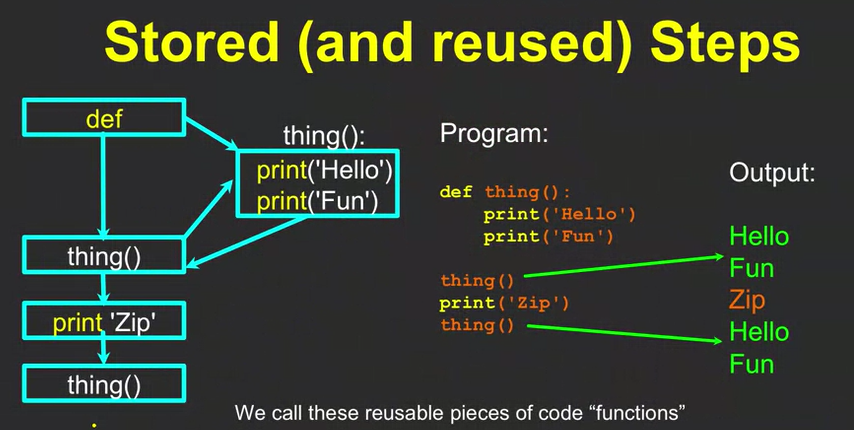 Stored (and reused) Steps
def
thing():
print('Hello')
print('Fun')
thing()
print 'Zip'
thing()
Program:
def thing():
    print('Hello')
    print('Fun')
thing()
print('Zip')
thing()
Output:
Hello
Fun
Zip
Hello
Fun
We call these reusable pieces of code “functions”